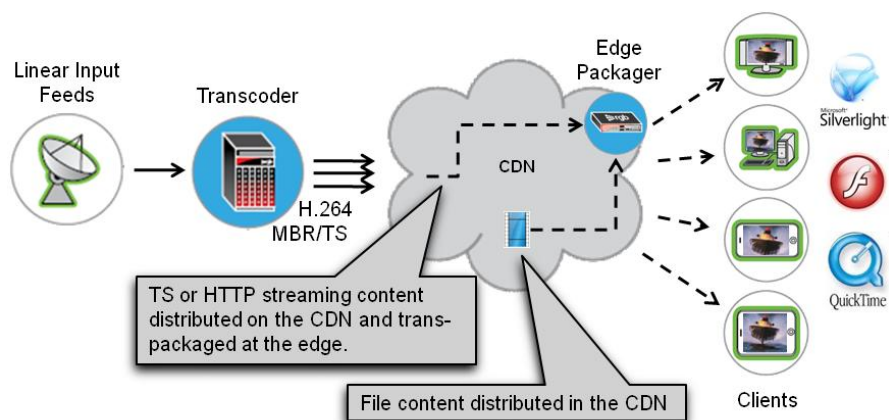 Linear Input
Feeds
Transcoder
H.264
MBR/TS
CDN
Edge
Packager
Microsoft
Silverlight
QuickTime
TS or HTTP streaming content
distributed on the CDN and trans-
packaged at the edge.
File content distributed in the CDN
Clients